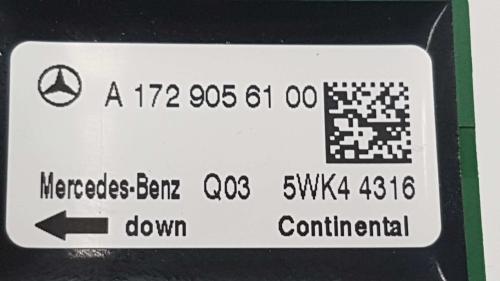 A 172 905 61 00
Mercedes-Benz Q03 5WK4 4316
down Continental